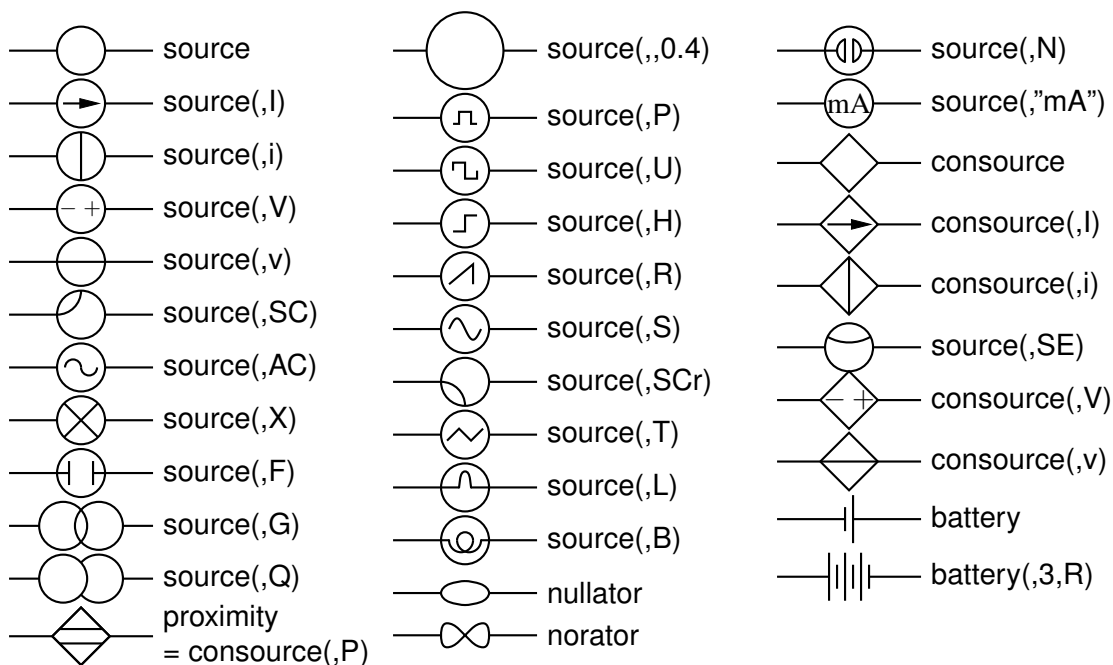 source
source(,I)
source(,i)
− +
source(,V)
source(,v)
source(,SC)
source(,AC)
source(,X)
source(,F)
source(,G)
source(,Q)
proximity
= consource(,P)
source(,,0.4)
source(,P)
source(,U)
source(,H)
source(,R)
source(,S)
source(,SCr)
source(,T)
source(,L)
source(,B)
nullator
norator
source(,N)
mA
source(,”mA”)
consource
consource(,I)
consource(,i)
source(,SE)
− +
consource(,V)
consource(,v)
battery
battery(,3,R)